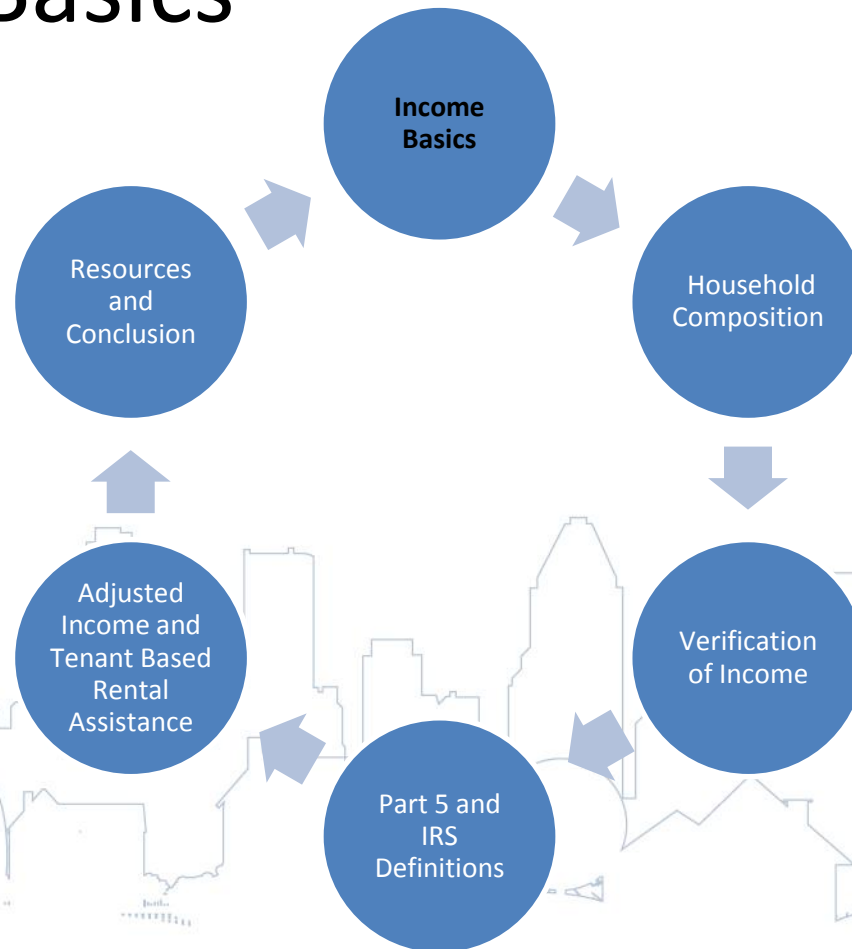 Basics
Income
Basics
Household
Composition
Verification
of Income
Part 5 and
IRS
Definitions
Adjusted
Income and
Tenant Based
Rental
Assistance
Resources
and
Conclusion